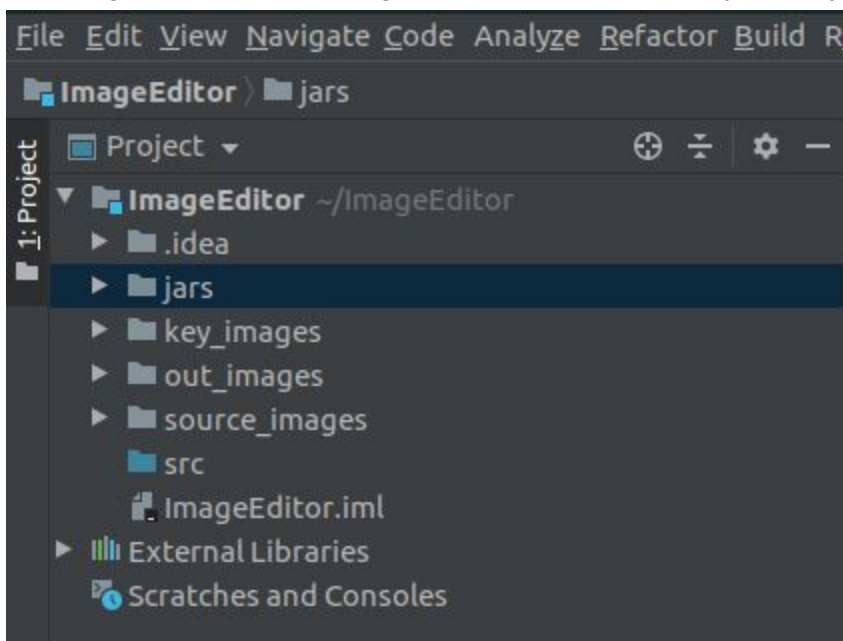 File Edit View Navigate Code Analyze Refactor Build R
ImageEditor jars
1: Project
Project
ImageEditor ~/ImageEditor
.idea
jars
key_images
out_images
source_images
src
ImageEditor.iml
External Libraries
Scratches and Consoles